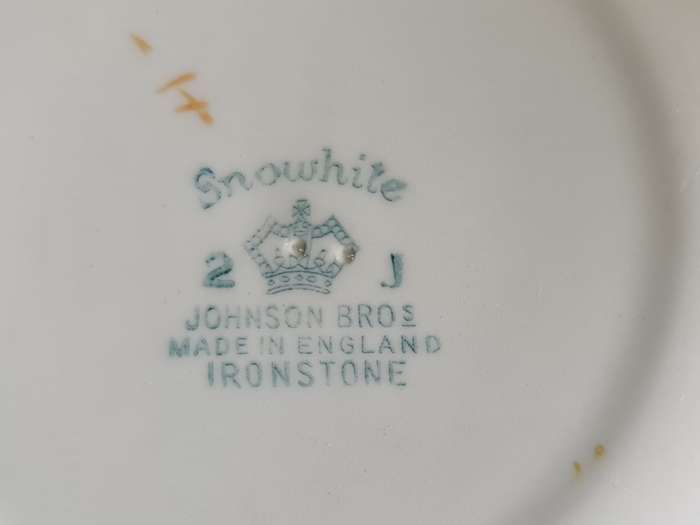 Snowhite
2 J
JOHNSON BROS
MADE IN ENGLAND
IRONSTONE